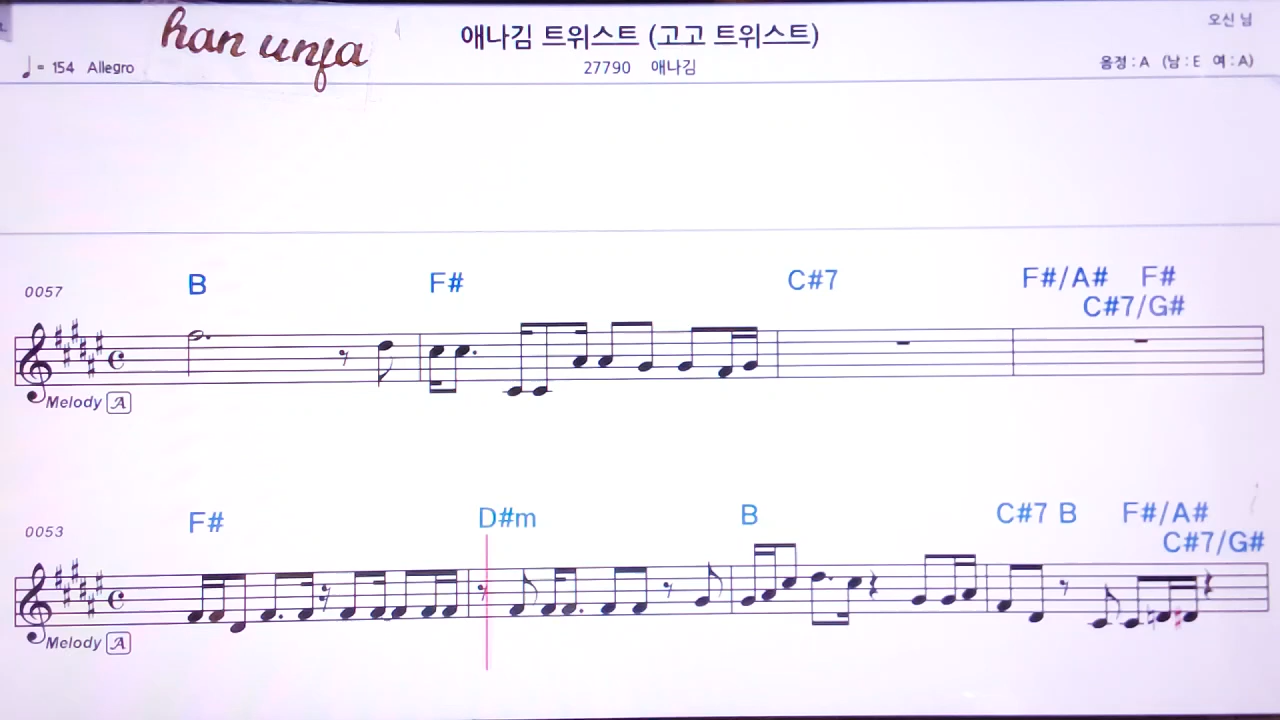 han unfa
애나김 트위스트 (고고 트위스트)
오신 님
♩= 154 Allegro
27790 애나김
음정 : A (남 : E 여 : A)
0057
B F# C#7 F#/A# F#
C#7/G#
Melody A
0053
F# D#m B C#7 B F#/A#
C#7/G#
Melody A